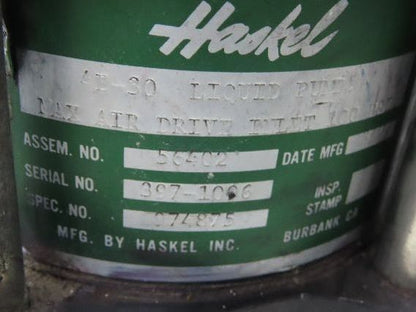 Haskel
LIQUID PUMP
MAX AIR DRIVE INLET
ASSEM. NO. 56402 DATE MFG
SERIAL NO. 397-1006 INSP.
SPEC. NO. 074875 STAMP
MFG. BY HASKEL INC. BURBANK CA